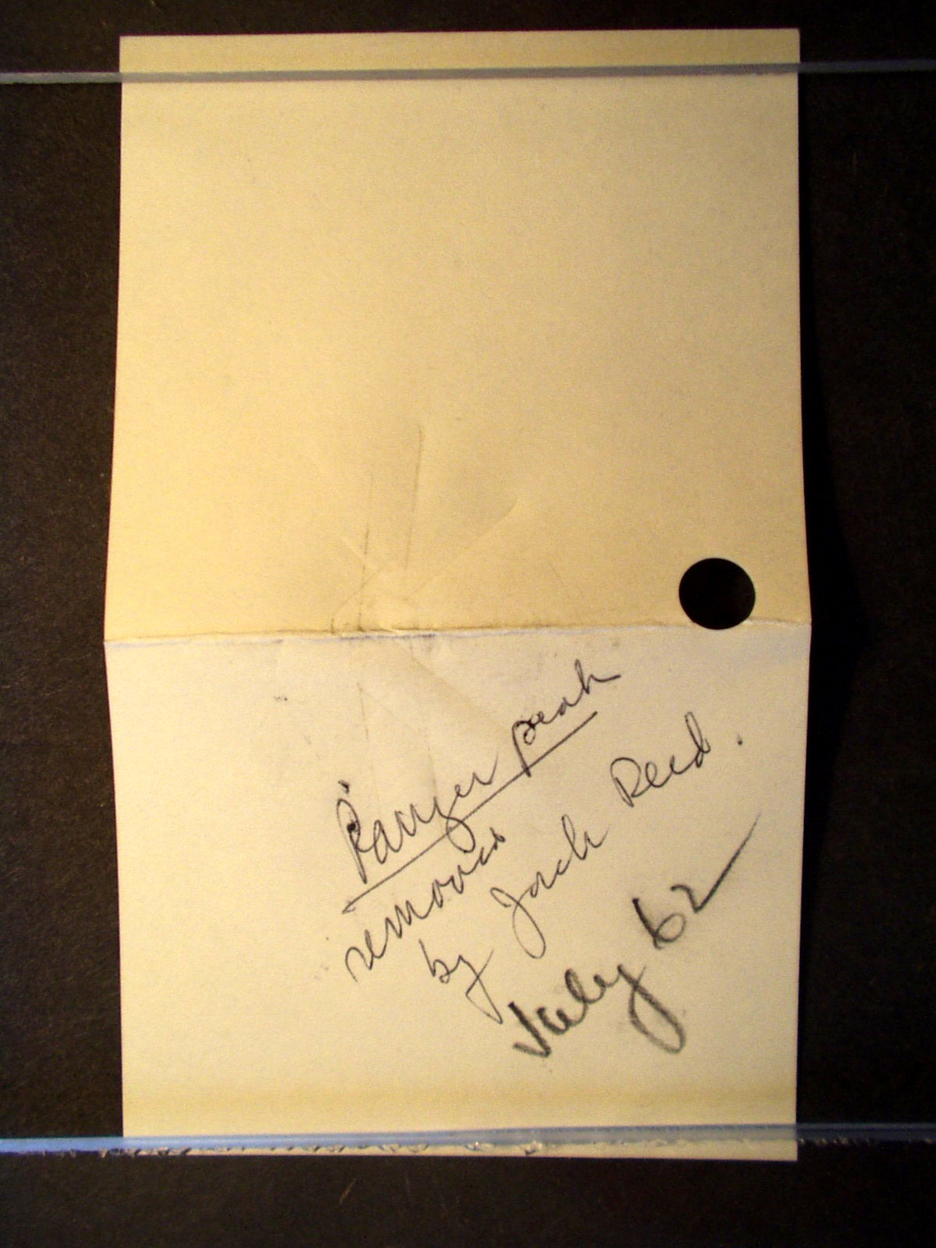 Ranger peak
removed
by Jack Reed.
July 62